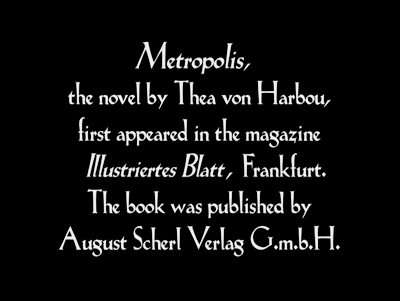 Metropolis,
the novel by Thea von Harbou,
first appeared in the magazine
Illustriertes Blatt, Frankfurt.
The book was published by
August Scherl Verlag G.m.b.H.